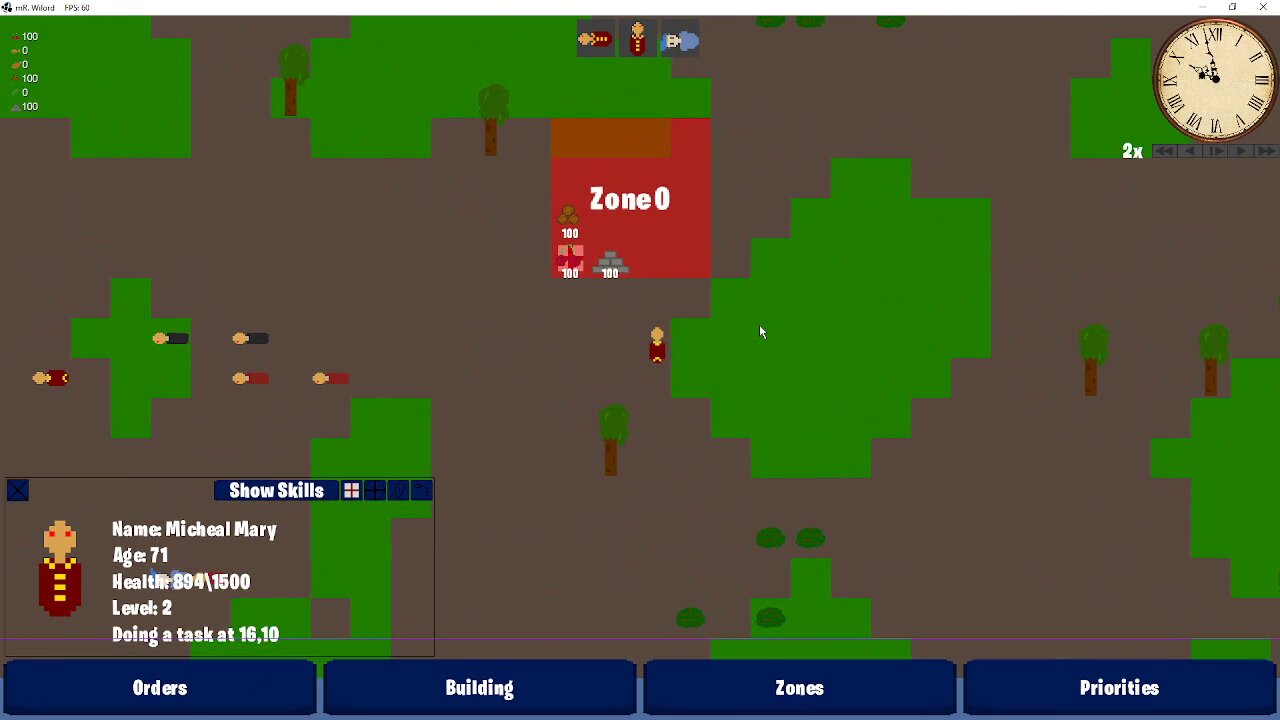 mR. Wilord FPS: 60
100
0
0
100
0
100
XII
2x
Zone 0
100
100
100
Show Skills
Name: Micheal Mary
Age: 71
Health: 894\1500
Level: 2
Doing a task at 16,10
Orders
Building
Zones
Priorities